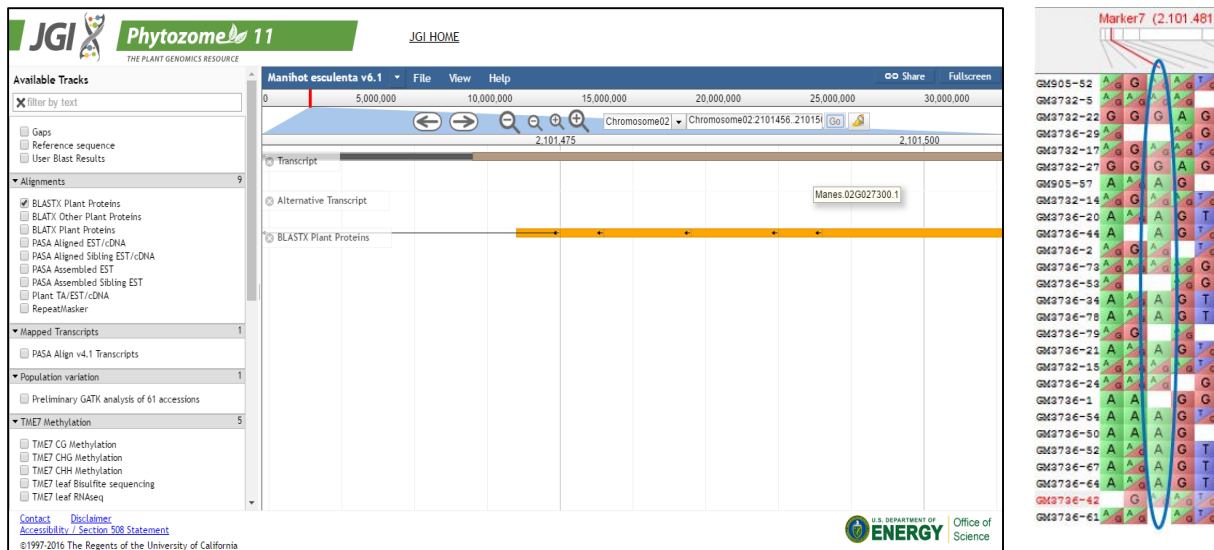 JGI
Phytozome 11
THE PLANT GENOMICS RESOURCE
JGI HOME
Available Tracks
filter by text
Gaps
Reference sequence
User Blast Results
Alignments 9
BLASTX Plant Proteins
BLATX Other Plant Proteins
BLATX Plant Proteins
PASA Aligned EST/cDNA
PASA Aligned Sibling EST/cDNA
PASA Assembled EST
PASA Assembled Sibling EST
Plant TA/EST/cDNA
RepeatMasker
Mapped Transcripts 1
PASA Align v4.1 Transcripts
Population variation 1
Preliminary GATK analysis of 61 accessions
TME7 Methylation 5
TME7 CG Methylation
TME7 CHG Methylation
TME7 CHH Methylation
TME7 leaf Bisulfite sequencing
TME7 leaf RNAseq
Contact Disclaimer
Accessibility / Section 508 Statement
©1997-2016 The Regents of the University of California
Manihot esculenta v6.1 File View Help Share Fullscreen
0 5,000,000 10,000,000 15,000,000 20,000,000 25,000,000 30,000,000
Chromosome02 Chromosome02:2101456..21015 Go
2,101,475 2,101,500
Transcript
Manes.02G027300.1
Alternative Transcript
BLASTX Plant Proteins
U.S. DEPARTMENT OF
ENERGY
Office of
Science
Marker7 (2.101.481
GM905-52 G
GM3732-5
GM3732-22 G G G A G
GM3736-29 G
GM3732-17 G
GM3732-27 G G G A G
GM905-57 A A G
GM3732-14 G
GM3736-20 A A G T
GM3736-44 A A G T
GM3736-2 G
GM3736-73 G
GM3736-53 G
GM3736-34 A A G T
GM3736-78 A A G T
GM3736-79 G
GM3736-21 A A G
GM3732-15
GM3736-24 G
GM3736-1 A A G G
GM3736-54 A A A G
GM3736-50 A A A G
GM3736-52 A A G T
GM3736-67 A A G T
GM3736-64 A A G T
GM3736-42 G
GM3736-61